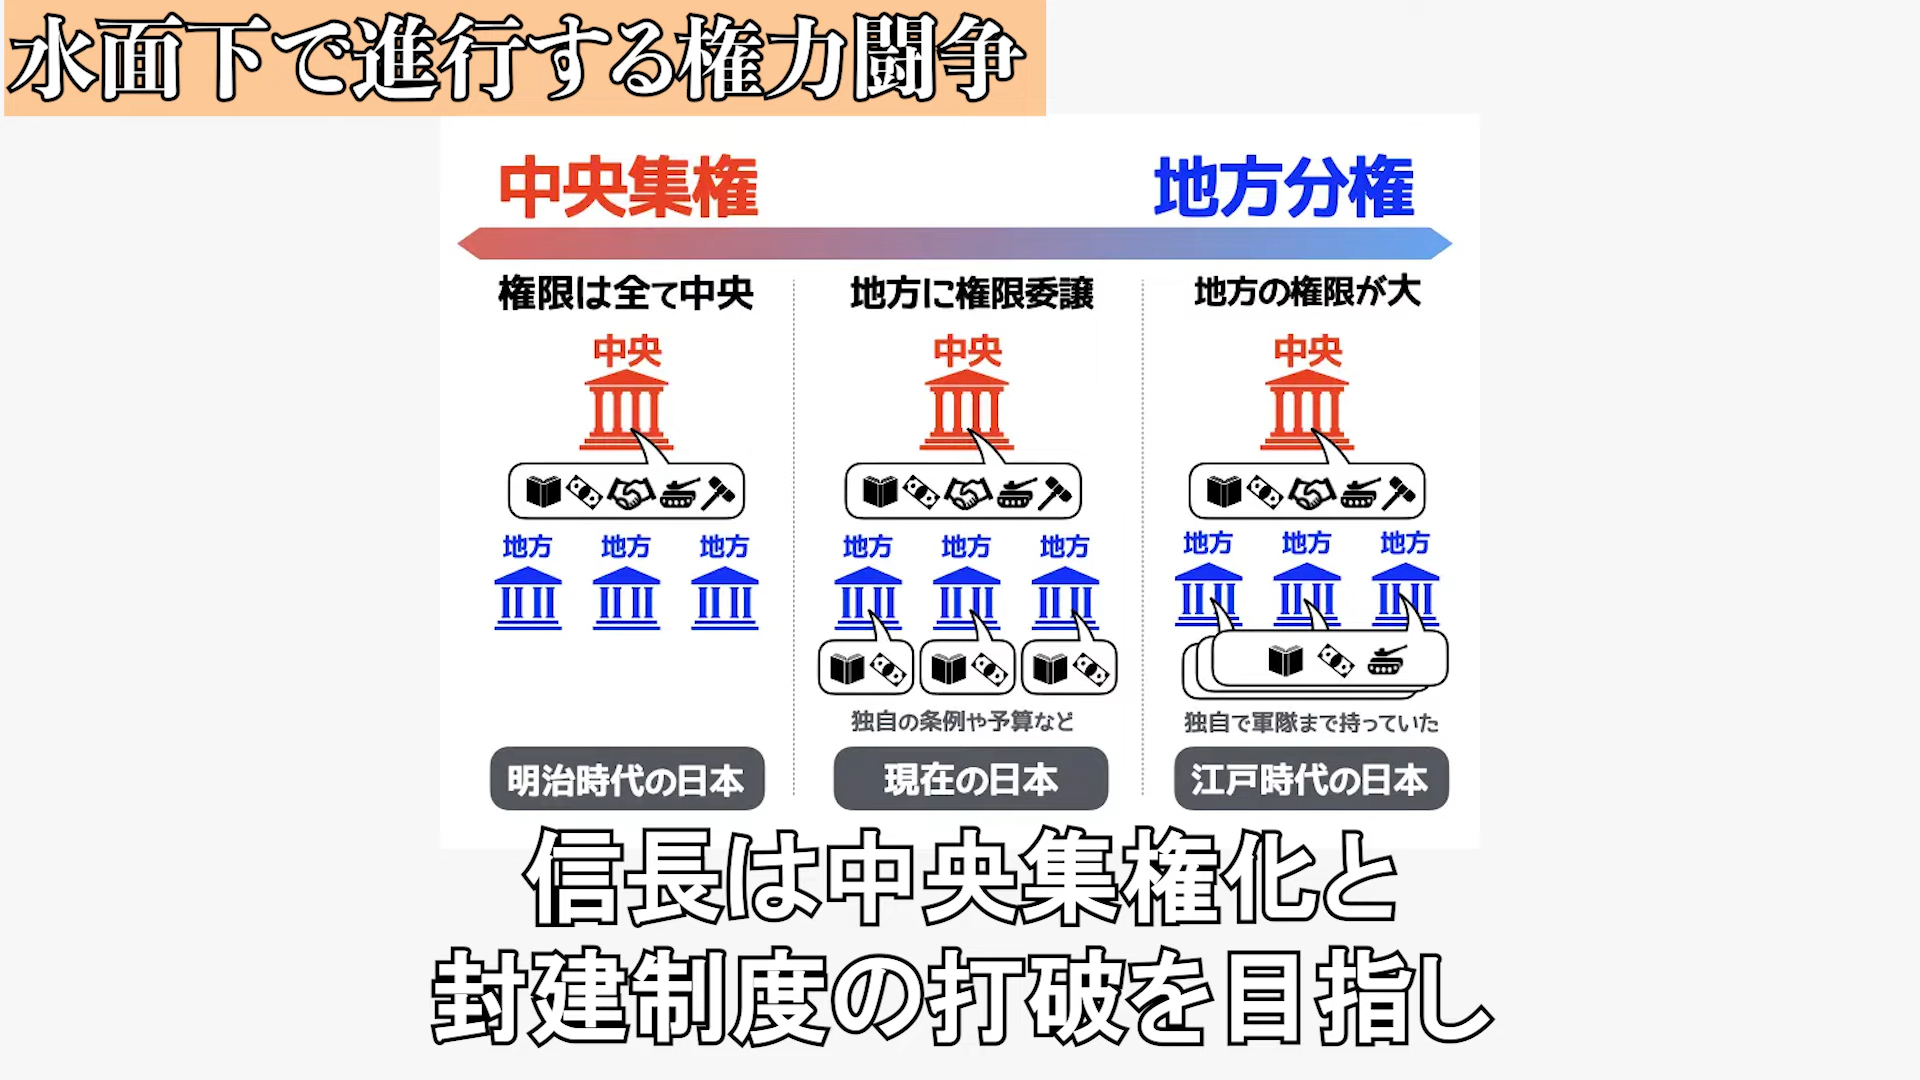 水面下で進行する権力闘争
中央集権
地方分権
権限は全て中央
地方に権限委譲
地方の権限が大
中央
中央
中央
地方 地方 地方
地方 地方 地方
地方 地方 地方
独自の条例や予算など
独自で軍隊まで持っていた
明治時代の日本
現在の日本
江戸時代の日本
信長は中央集権化と
封建制度の打破を目指し